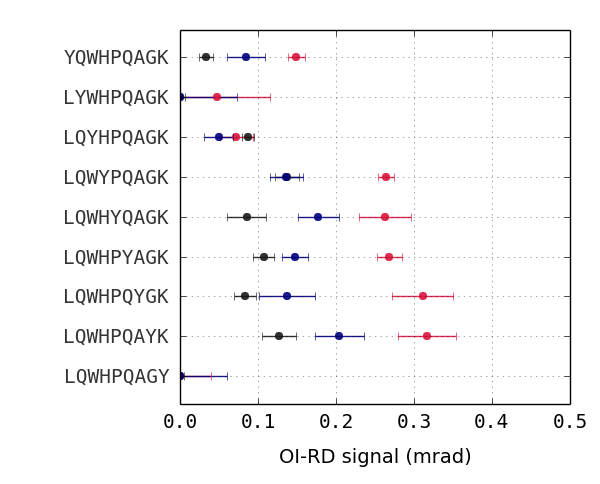 YQWHPQAGK
LYWHPQAGK
LQYHPQAGK
LQWYPQAGK
LQWHYQAGK
LQWHPYAGK
LQWHPQYGK
LQWHPQAYK
LQWHPQAGY
0.0 0.1 0.2 0.3 0.4 0.5
OI-RD signal (mrad)